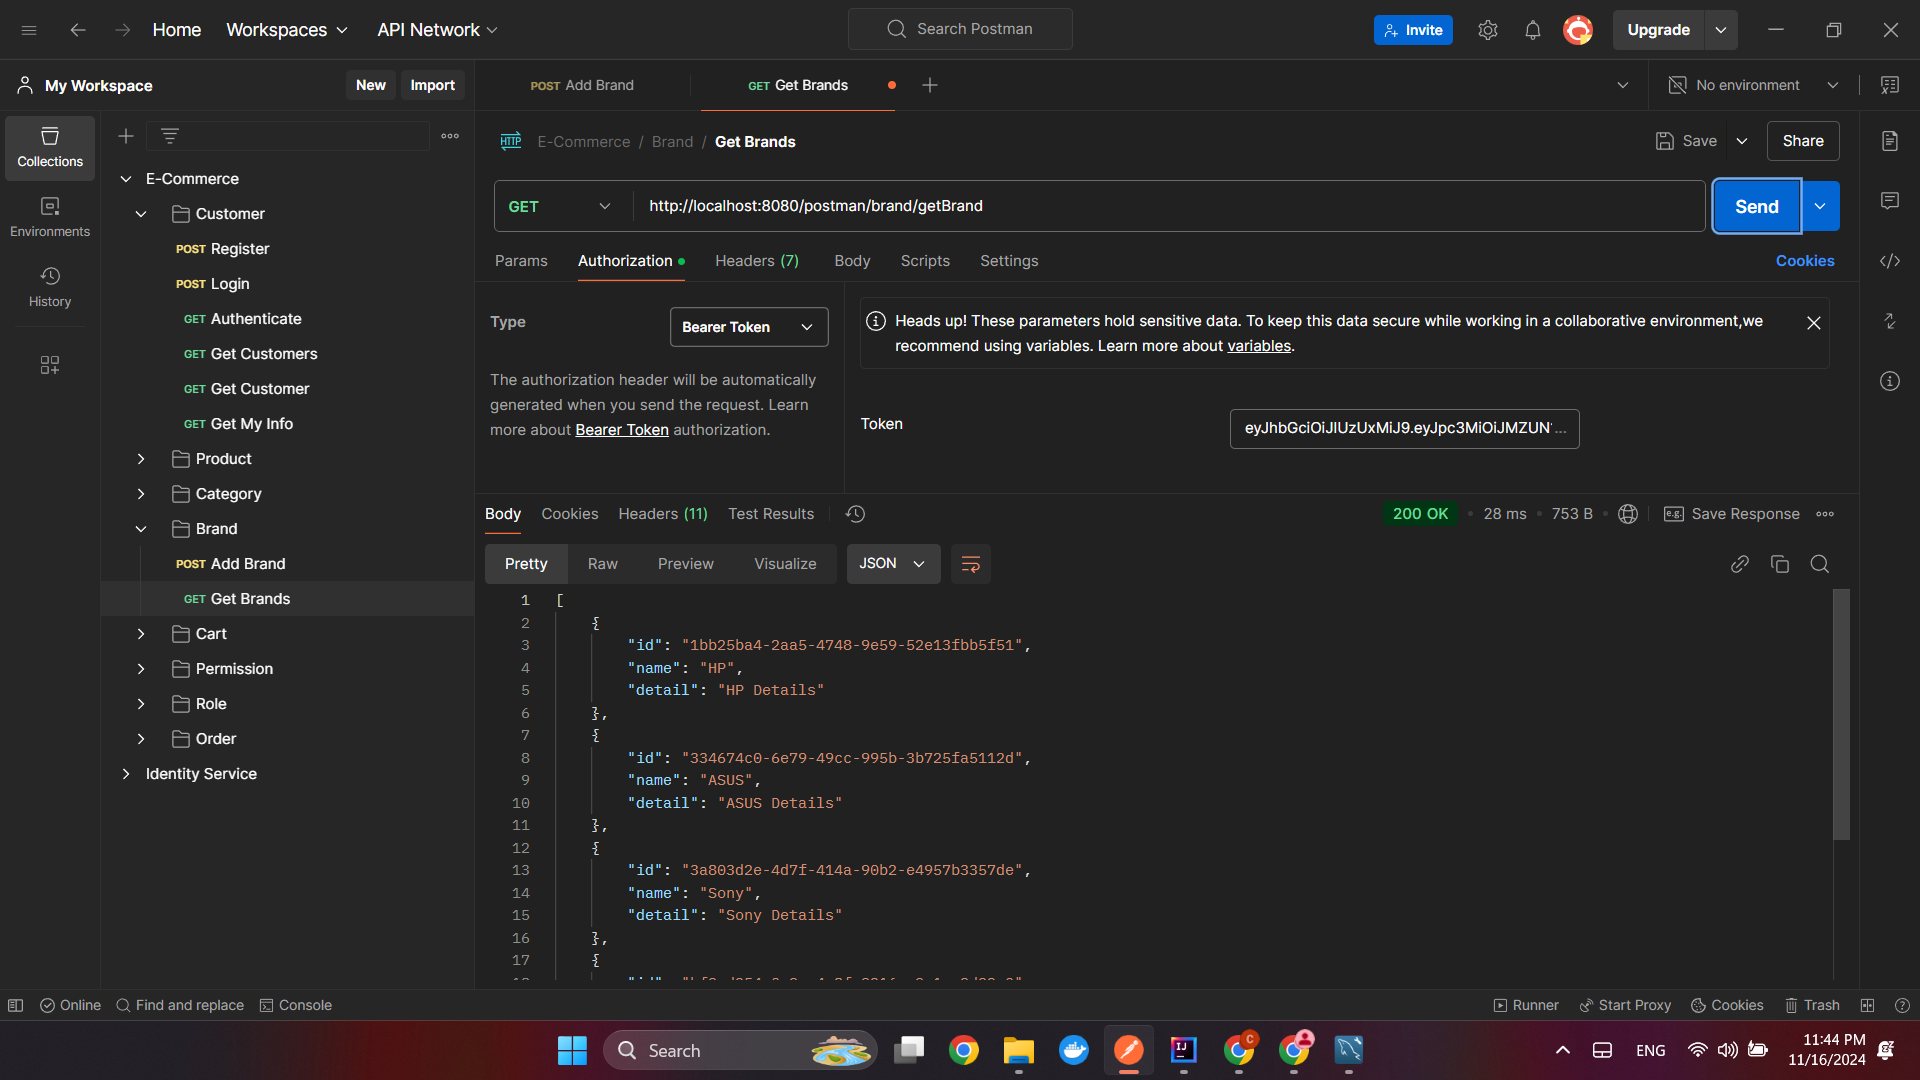 Home
Workspaces
API Network
Search Postman
Invite
Upgrade
My Workspace
New
Import
POST Add Brand
GET Get Brands
No environment
Collections
Environments
History
E-Commerce
Customer
POST Register
POST Login
GET Authenticate
GET Get Customers
GET Get Customer
GET Get My Info
Product
Category
Brand
POST Add Brand
GET Get Brands
Cart
Permission
Role
Order
Identity Service
HTTP E-Commerce / Brand / Get Brands
Save
Share
GET
http://localhost:8080/postman/brand/getBrand
Send
Params
Authorization
Headers (7)
Body
Scripts
Settings
Cookies
Type
Bearer Token
The authorization header will be automatically
generated when you send the request. Learn
more about Bearer Token authorization.
Heads up! These parameters hold sensitive data. To keep this data secure while working in a collaborative environment,we
recommend using variables. Learn more about variables.
Token
eyJhbGciOiJIUzUxMiJ9.eyJpc3MiOiJMZUN ...
Body
Cookies
Headers (11)
Test Results
200 OK
28 ms
753 B
e.g.
Save Response
Pretty
Raw
Preview
Visualize
JSON
1 [
2 {
3 "id": "1bb25ba4-2aa5-4748-9e59-52e13fbb5f51",
4 "name": "HP",
5 "detail": "HP Details"
6 },
7 {
8 "id": "334674c0-6e79-49cc-995b-3b725fa5112d",
9 "name": "ASUS",
10 "detail": "ASUS Details"
11 },
12 {
13 "id": "3a803d2e-4d7f-414a-90b2-e4957b3357de",
14 "name": "Sony",
15 "detail": "Sony Details"
16 },
17 {
Online
Find and replace
Console
Runner
Start Proxy
Cookies
Trash
Search
IJ
C
ENG
11:44 PM
11/16/2024